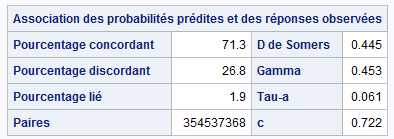 Association des probabilités prédites et des réponses observées
Pourcentage concordant 71.3 D de Somers 0.445
Pourcentage discordant 26.8 Gamma 0.453
Pourcentage lié 1.9 Tau-a 0.061
Paires 354537368 c 0.722